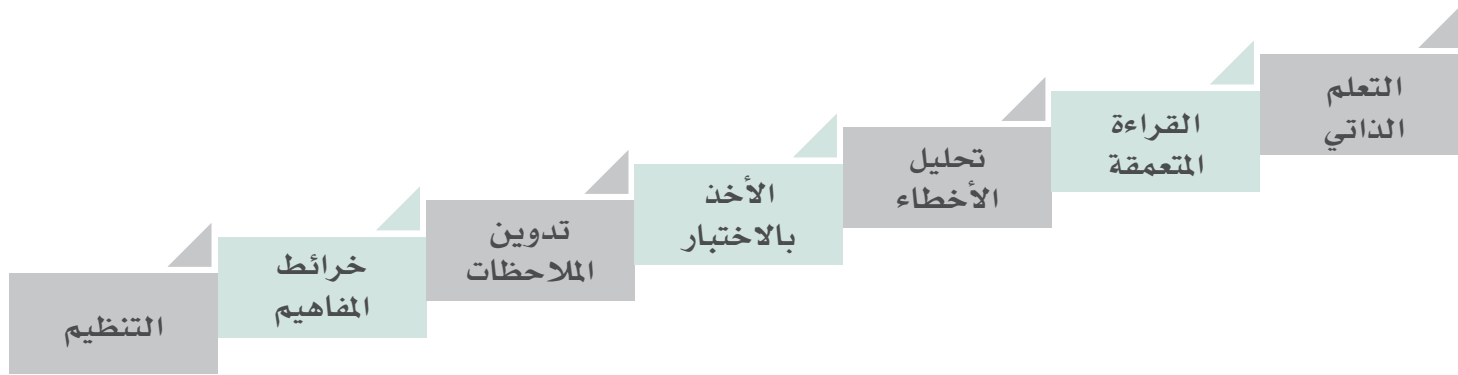 التنظيم
خرائط
المفاهيم
تدوين
الملاحظات
الأخذ
بالاختبار
تحليل
الأخطاء
القراءة
المتعمقة
التعلم
الذاتي